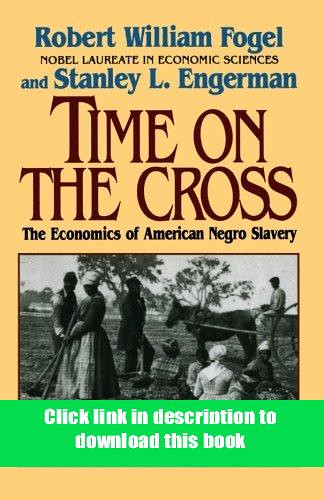 Robert William Fogel
NOBEL LAUREATE IN ECONOMIC SCIENCES
and Stanley L. Engerman
TIME ON
THE CROSS
The Economics of American Negro Slavery
Click link in description to
download this book